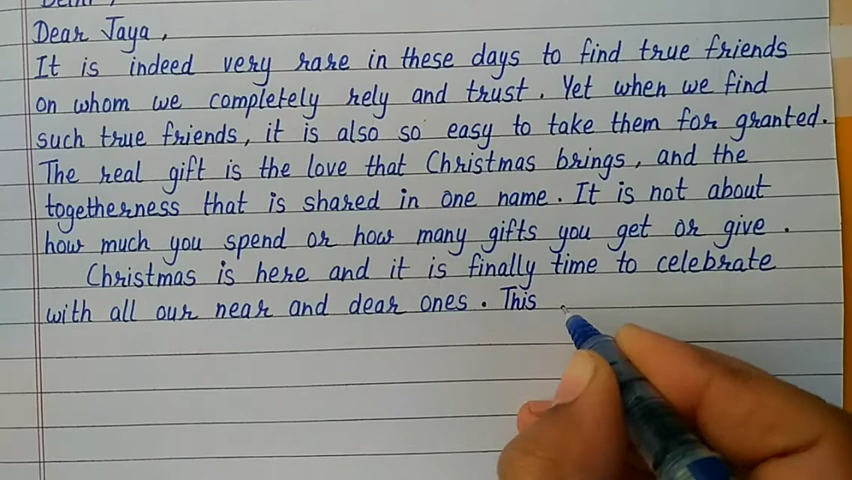 Delhi,
Dear Jaya,
It is indeed very rare in these days to find true friends
on whom we completely rely and trust. Yet when we find
such true friends, it is also so easy to take them for granted.
The real gift is the love that Christmas brings, and the
togetherness that is shared in one name. It is not about
how much you spend or how many gifts you get or give.
Christmas is here and it is finally time to celebrate
with all our near and dear ones. This